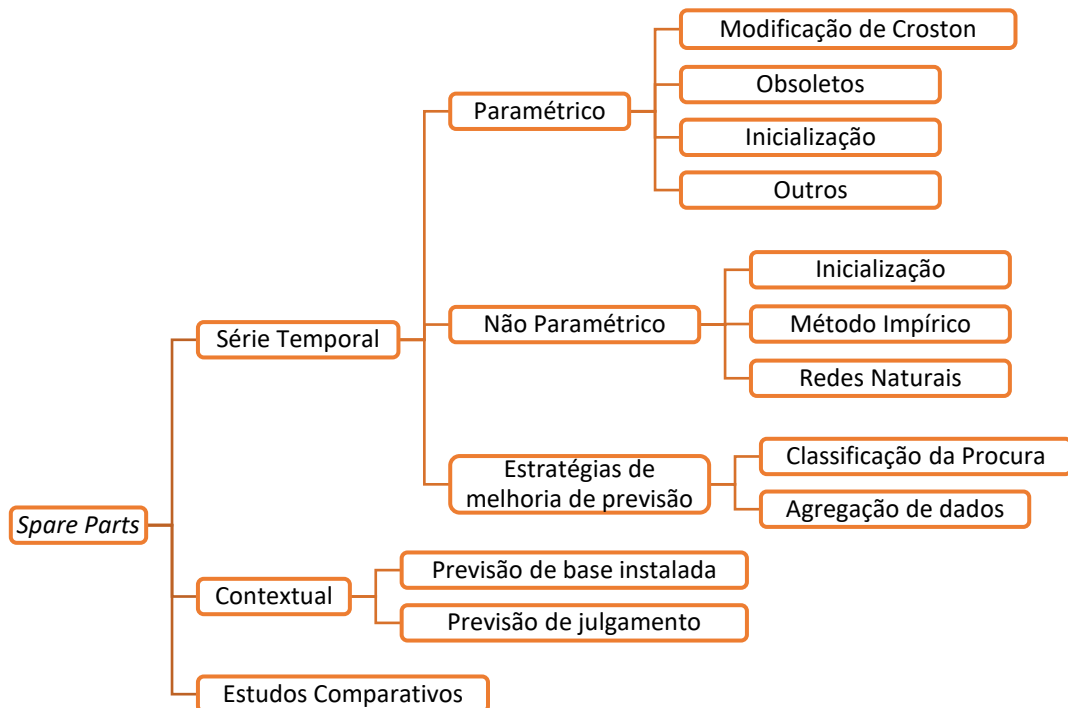 Modificação de Croston
Obsoletos
Paramétrico
Inicialização
Outros
Inicialização
Não Paramétrico
Método Impírico
Série Temporal
Redes Naturais
Classificação da Procura
Estratégias de
melhoria de previsão
Agregação de dados
Spare Parts
Previsão de base instalada
Contextual
Previsão de julgamento
Estudos Comparativos